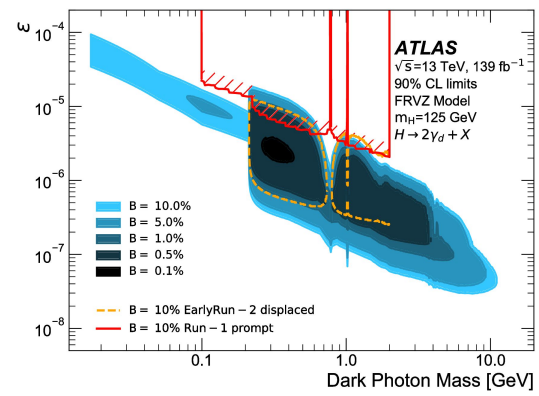 ε
10⁻⁴
10⁻⁵
10⁻⁶
10⁻⁷
10⁻⁸
ATLAS
√s=13 TeV, 139 fb⁻¹
90% CL limits
FRVZ Model
m_H=125 GeV
H → 2γ_d + X
B = 10.0%
B = 5.0%
B = 1.0%
B = 0.5%
B = 0.1%
B = 10% EarlyRun − 2 displaced
B = 10% Run − 1 prompt
0.1
1.0
10.0
Dark Photon Mass [GeV]